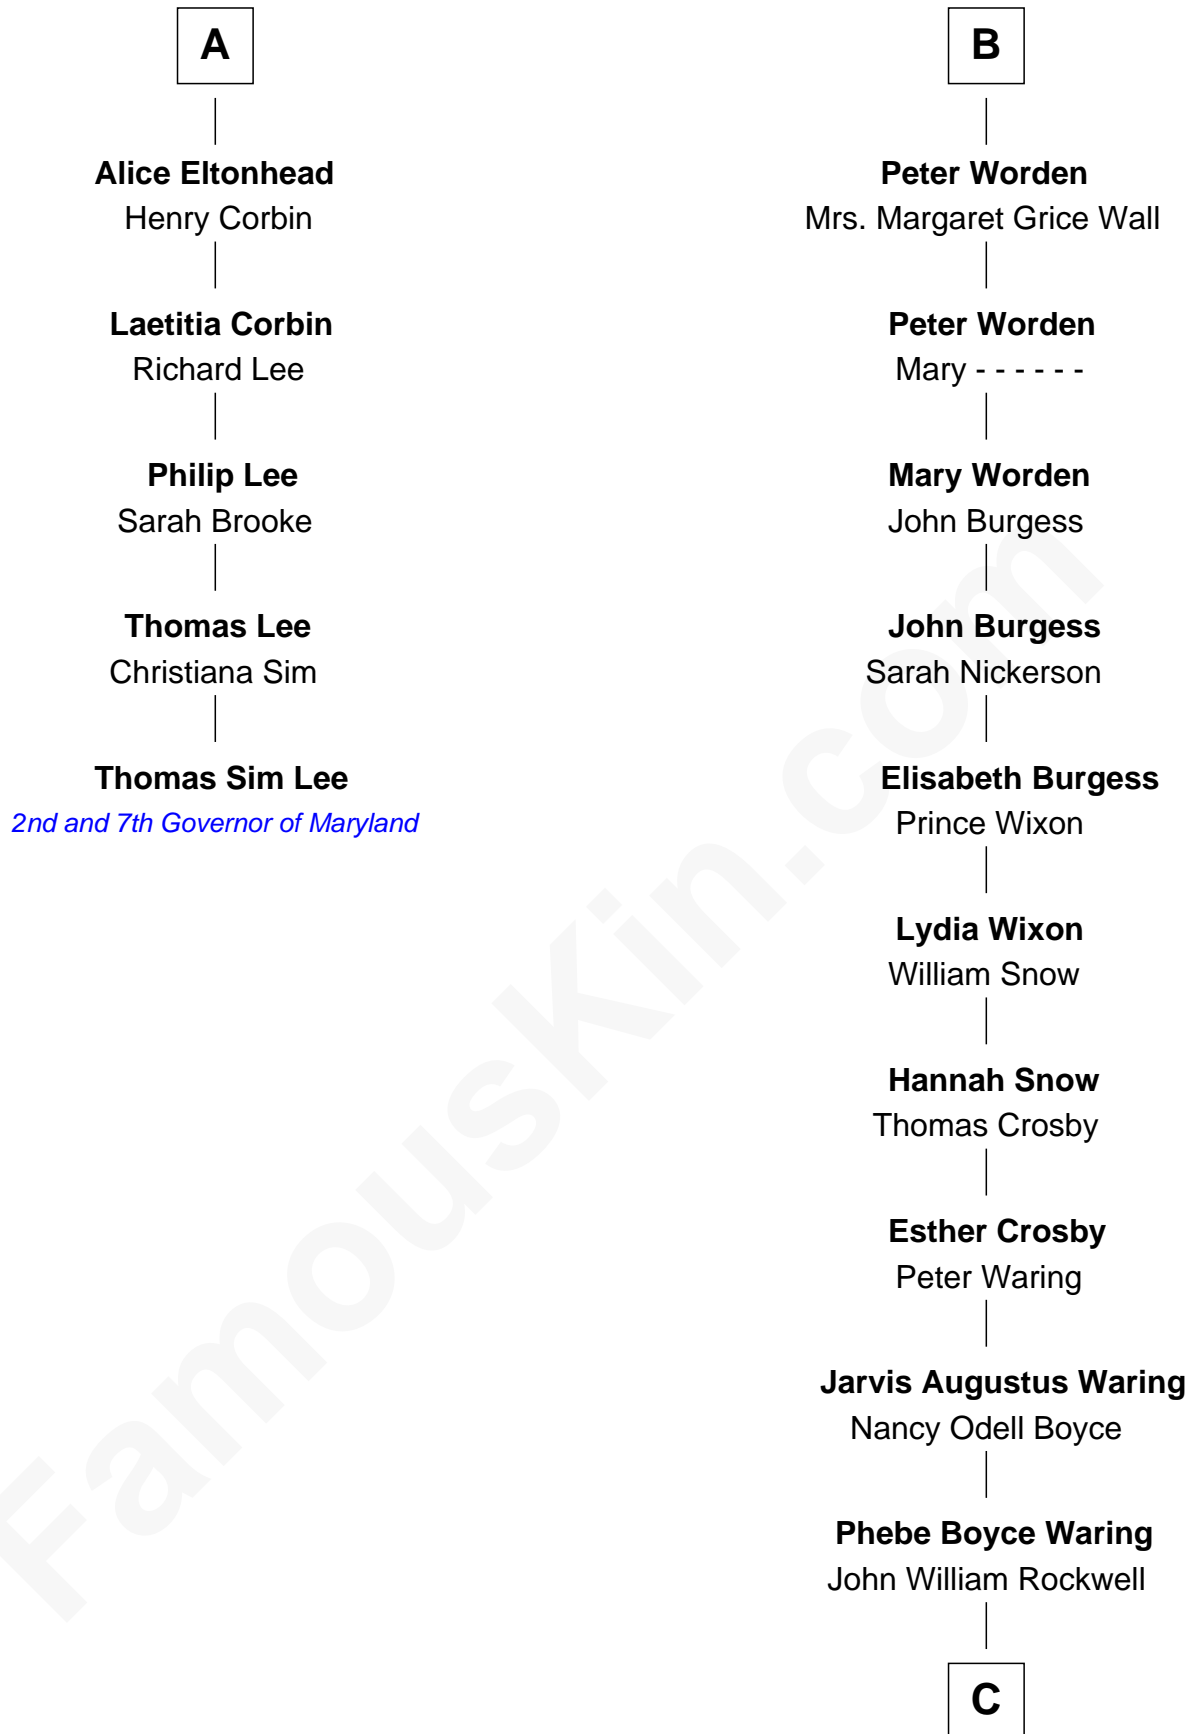 A
Alice Eltonhead
Henry Corbin
Laetitia Corbin
Richard Lee
Philip Lee
Sarah Brooke
Thomas Lee
Christiana Sim
Thomas Sim Lee
2nd and 7th Governor of Maryland
B
Peter Worden
Mrs. Margaret Grice Wall
Peter Worden
Mary - - - - - -
Mary Worden
John Burgess
John Burgess
Sarah Nickerson
Elisabeth Burgess
Prince Wixon
Lydia Wixon
William Snow
Hannah Snow
Thomas Crosby
Esther Crosby
Peter Waring
Jarvis Augustus Waring
Nancy Odell Boyce
Phebe Boyce Waring
John William Rockwell
C
FamousKin.com